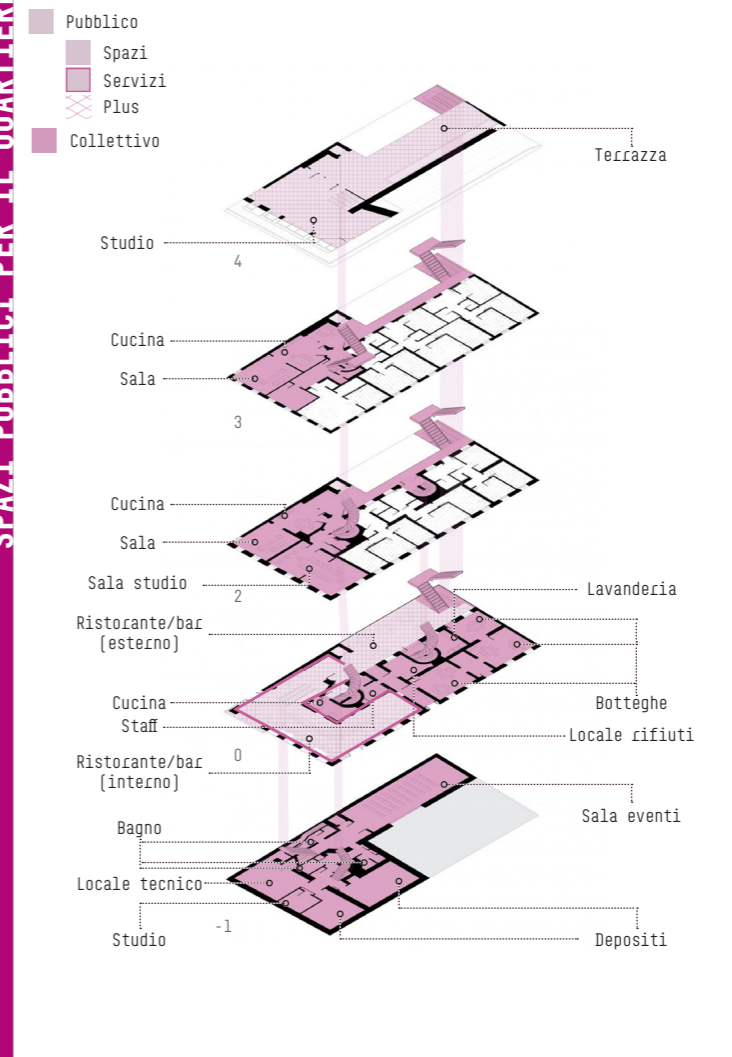 SPAZI PUBBLICI PER IL QUARTIER
Pubblico
Spazi
Servizi
Plus
Collettivo
Terrazza
Studio
4
Cucina
Sala
3
Cucina
Sala
Sala studio
2
Lavanderia
Ristorante/bar
(esterno)
Cucina
Staff
Botteghe
Locale rifiuti
0
Ristorante/bar
(interno)
Sala eventi
Bagno
Locale tecnico
Studio
-1
Depositi